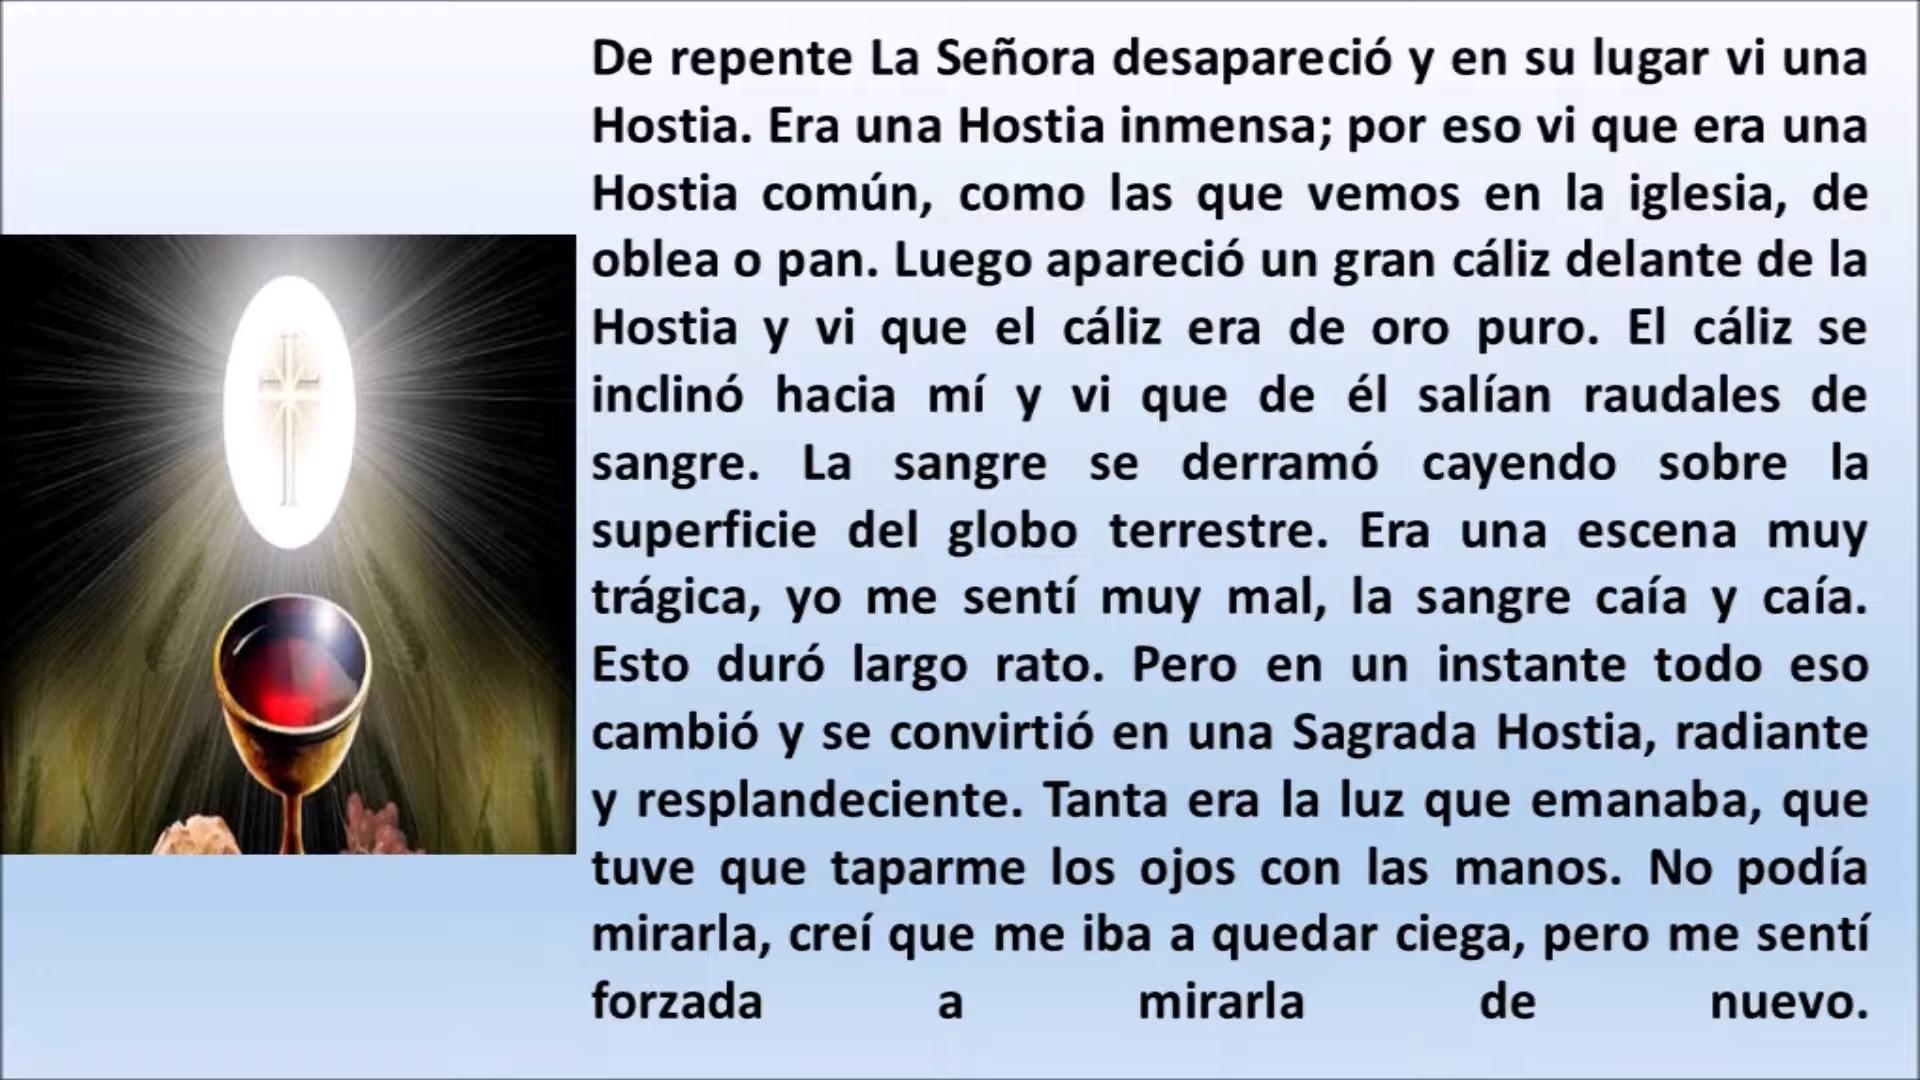 De repente La Señora desapareció y en su lugar vi una
Hostia. Era una Hostia inmensa; por eso vi que era una
Hostia común, como las que vemos en la iglesia, de
oblea o pan. Luego apareció un gran cáliz delante de la
Hostia y vi que el cáliz era de oro puro. El cáliz se
inclinó hacia mí y vi que de él salían raudales de
sangre. La sangre se derramó cayendo sobre la
superficie del globo terrestre. Era una escena muy
trágica, yo me sentí muy mal, la sangre caía y caía.
Esto duró largo rato. Pero en un instante todo eso
cambió y se convirtió en una Sagrada Hostia, radiante
y resplandeciente. Tanta era la luz que emanaba, que
tuve que taparme los ojos con las manos. No podía
mirarla, creí que me iba a quedar ciega, pero me sentí
forzada a mirarla de nuevo.